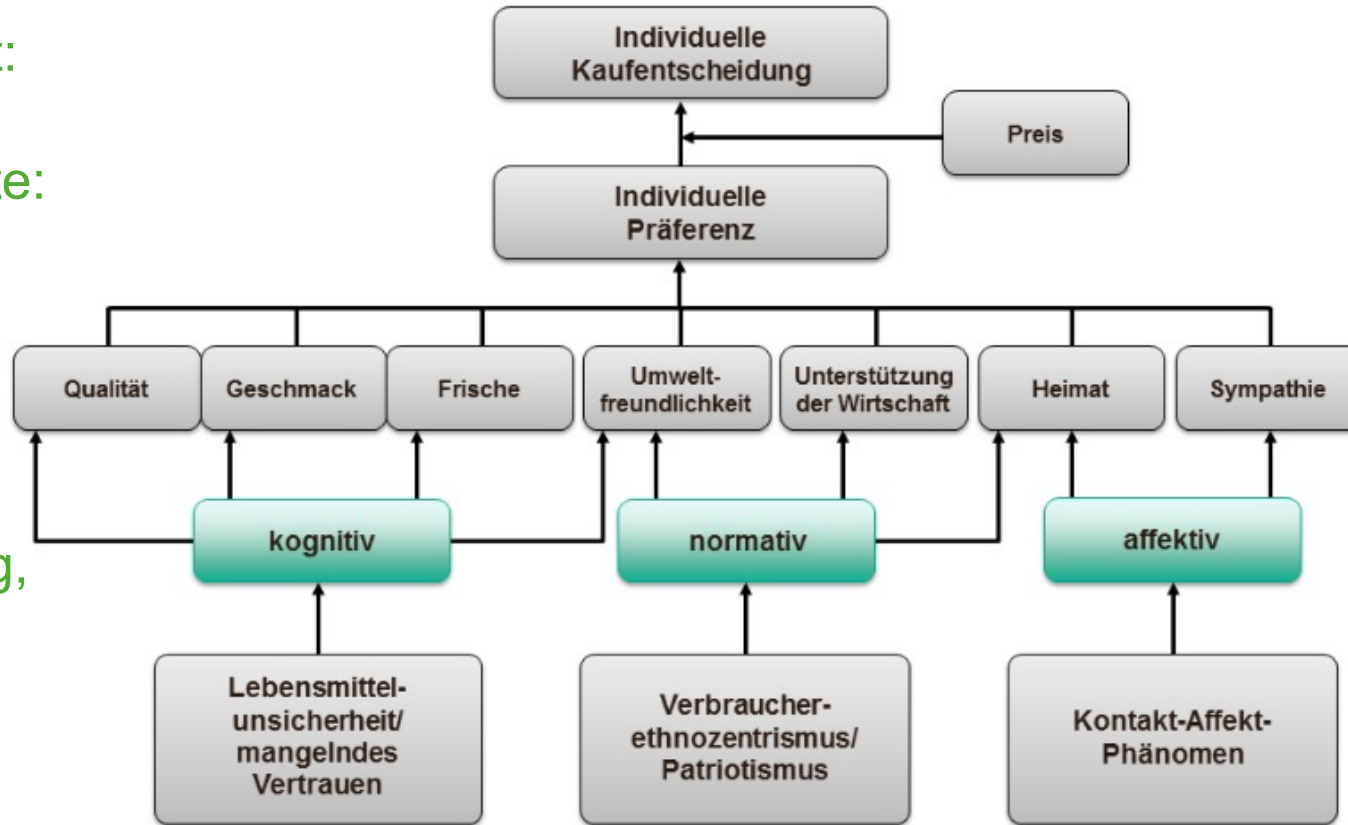 t:
te:
g,
Individuelle
Kaufentscheidung
Preis
Individuelle
Präferenz
Qualität
Geschmack
Frische
Umwelt-
freundlichkeit
Unterstützung
der Wirtschaft
Heimat
Sympathie
kognitiv
normativ
affektiv
Lebensmittel-
unsicherheit/
mangelndes
Vertrauen
Verbraucher-
ethnozentrismus/
Patriotismus
Kontakt-Affekt-
Phänomen